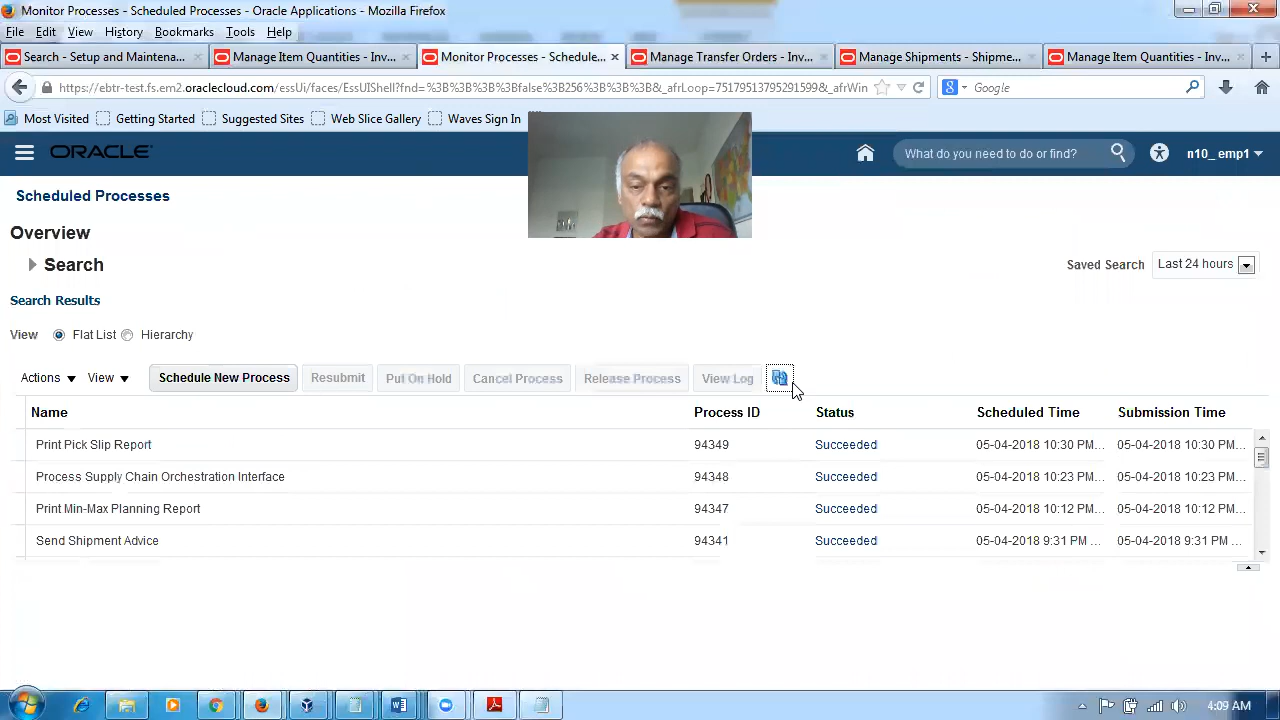 Monitor Processes - Scheduled Processes - Oracle Applications - Mozilla Firefox
File Edit View History Bookmarks Tools Help
Search - Setup and Maintena... × Manage Item Quantities - Inv... × Monitor Processes - Schedule... × Manage Transfer Orders - Inv... × Manage Shipments - Shipme... × Manage Item Quantities - Inv... × +
https://ebtr-test.fs.em2.oraclecloud.com/essUi/faces/EssUIShell?fnd=%3B%3B%3B%3Bfalse%3B256%3B%3B%3B&_afrLoop=75179513795291599&_afrWin
Google
Most Visited Getting Started Suggested Sites Web Slice Gallery Waves Sign In
ORACLE
What do you need to do or find?
n10_ emp1
Scheduled Processes
Overview
Search
Saved Search Last 24 hours
Search Results
View Flat List Hierarchy
Actions View Schedule New Process Resubmit Put On Hold Cancel Process Release Process View Log
Name Process ID Status Scheduled Time Submission Time
Print Pick Slip Report 94349 Succeeded 05-04-2018 10:30 PM... 05-04-2018 10:30 PM...
Process Supply Chain Orchestration Interface 94348 Succeeded 05-04-2018 10:23 PM... 05-04-2018 10:23 PM...
Print Min-Max Planning Report 94347 Succeeded 05-04-2018 10:12 PM... 05-04-2018 10:12 PM...
Send Shipment Advice 94341 Succeeded 05-04-2018 9:31 PM ... 05-04-2018 9:31 PM ...
4:09 AM